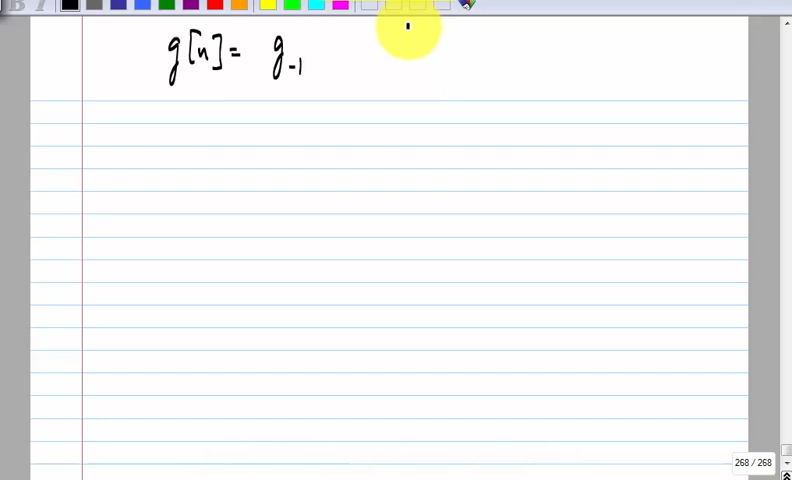 B I
g[n] = g₋₁
268 / 268